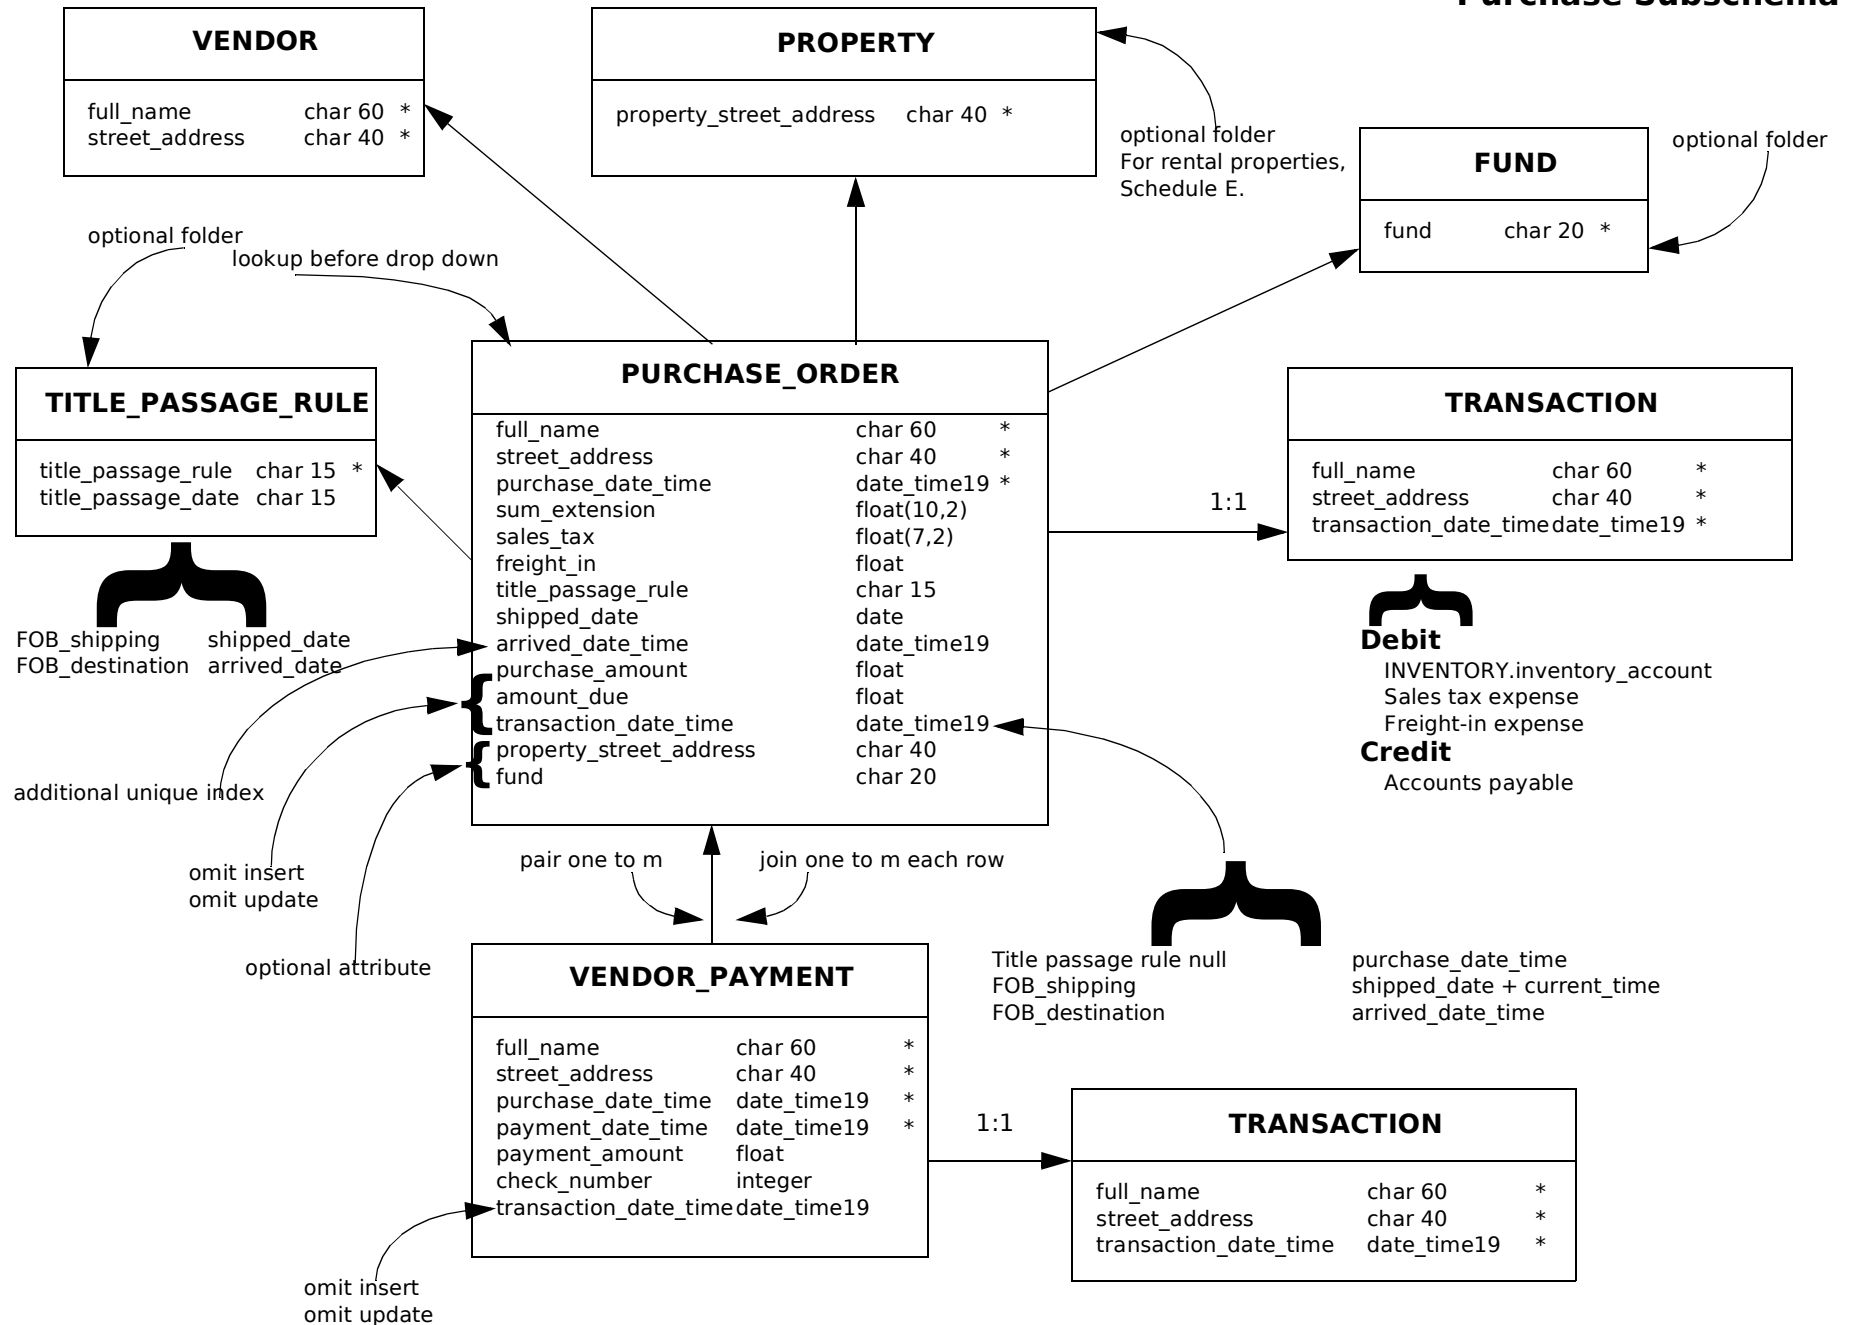 Purchase Subschema
VENDOR
full_name char 60 *
street_address char 40 *
PROPERTY
property_street_address char 40 *
optional folder
For rental properties,
Schedule E.
FUND
fund char 20 *
optional folder
optional folder
lookup before drop down
TITLE_PASSAGE_RULE
title_passage_rule char 15 *
title_passage_date char 15
FOB_shipping shipped_date
FOB_destination arrived_date
PURCHASE_ORDER
full_name char 60 *
street_address char 40 *
purchase_date_time date_time19 *
sum_extension float(10,2)
sales_tax float(7,2)
freight_in float
title_passage_rule char 15
shipped_date date
arrived_date_time date_time19
purchase_amount float
amount_due float
transaction_date_time date_time19
property_street_address char 40
fund char 20
1:1
TRANSACTION
full_name char 60 *
street_address char 40 *
transaction_date_time date_time19 *
Debit
INVENTORY.inventory_account
Sales tax expense
Freight-in expense
Credit
Accounts payable
additional unique index
omit insert
omit update
optional attribute
pair one to m
join one to m each row
Title passage rule null purchase_date_time
FOB_shipping shipped_date + current_time
FOB_destination arrived_date_time
VENDOR_PAYMENT
full_name char 60 *
street_address char 40 *
purchase_date_time date_time19 *
payment_date_time date_time19 *
payment_amount float
check_number integer
transaction_date_time date_time19
1:1
TRANSACTION
full_name char 60 *
street_address char 40 *
transaction_date_time date_time19 *
omit insert
omit update